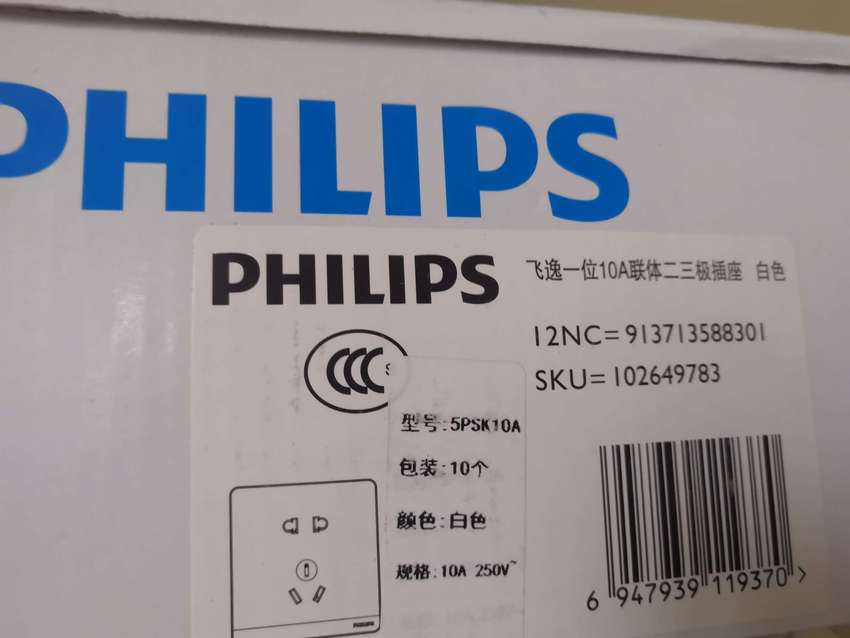 PHILIPS
PHILIPS
飞逸一位10A联体二三极插座 白色
12NC=913713588301
SKU=102649783
CCC
S
型号:5PSK10A
包装:10个
颜色:白色
规格:10A 250V~
PHILIPS
6 947939 119370 >